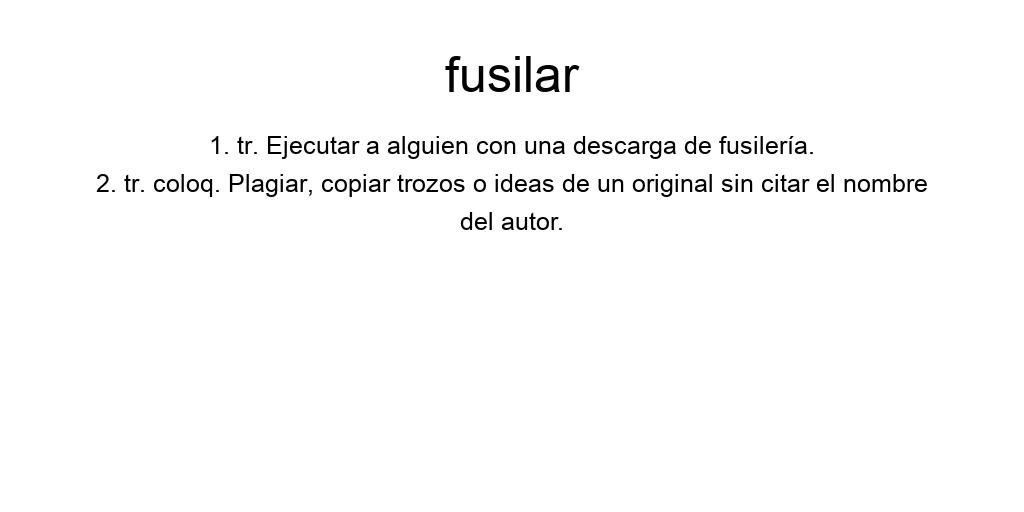 fusilar
1. tr. Ejecutar a alguien con una descarga de fusilería.
2. tr. coloq. Plagiar, copiar trozos o ideas de un original sin citar el nombre
del autor.